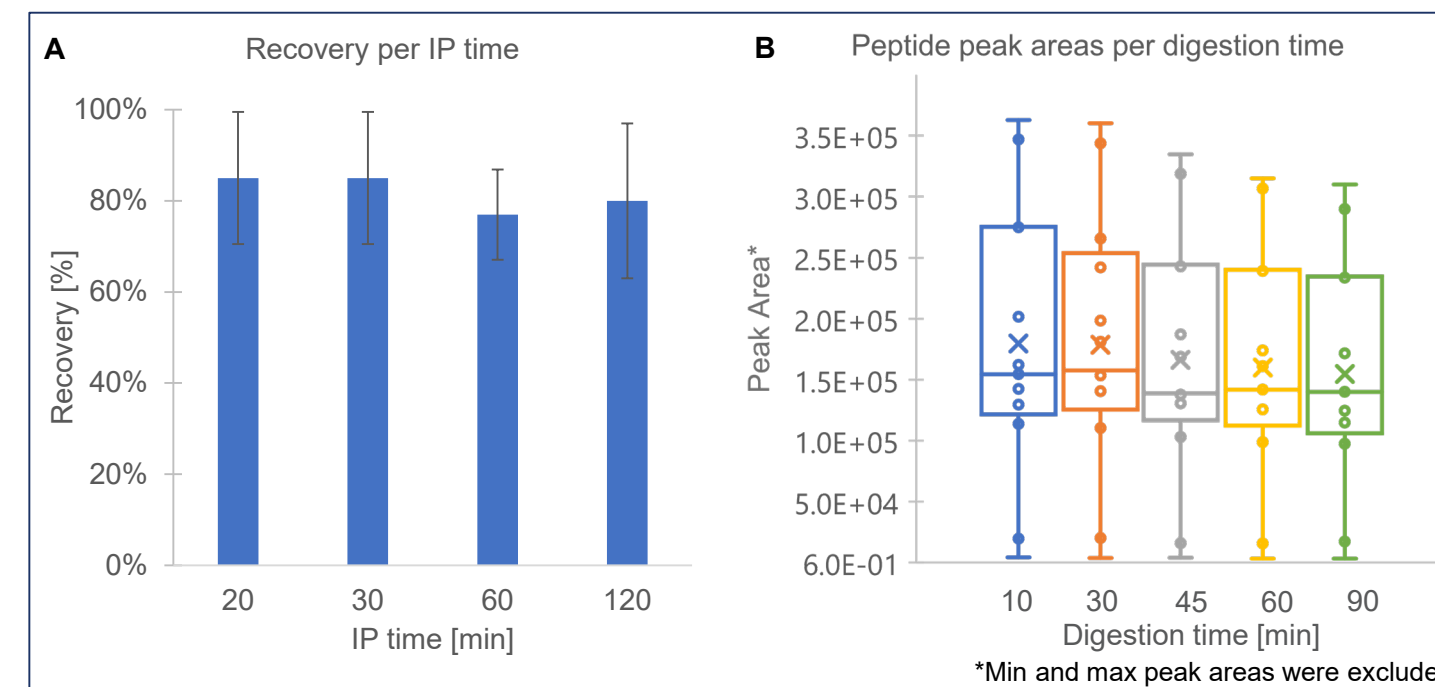 A
Recovery per IP time
Recovery [%]
100%
80%
60%
40%
20%
0%
20 30 60 120
IP time [min]
B
Peptide peak areas per digestion time
Peak Area*
3.5E+05
3.0E+05
2.5E+05
2.0E+05
1.5E+05
1.0E+05
5.0E+04
6.0E-01
10 30 45 60 90
Digestion time [min]
*Min and max peak areas were exclude